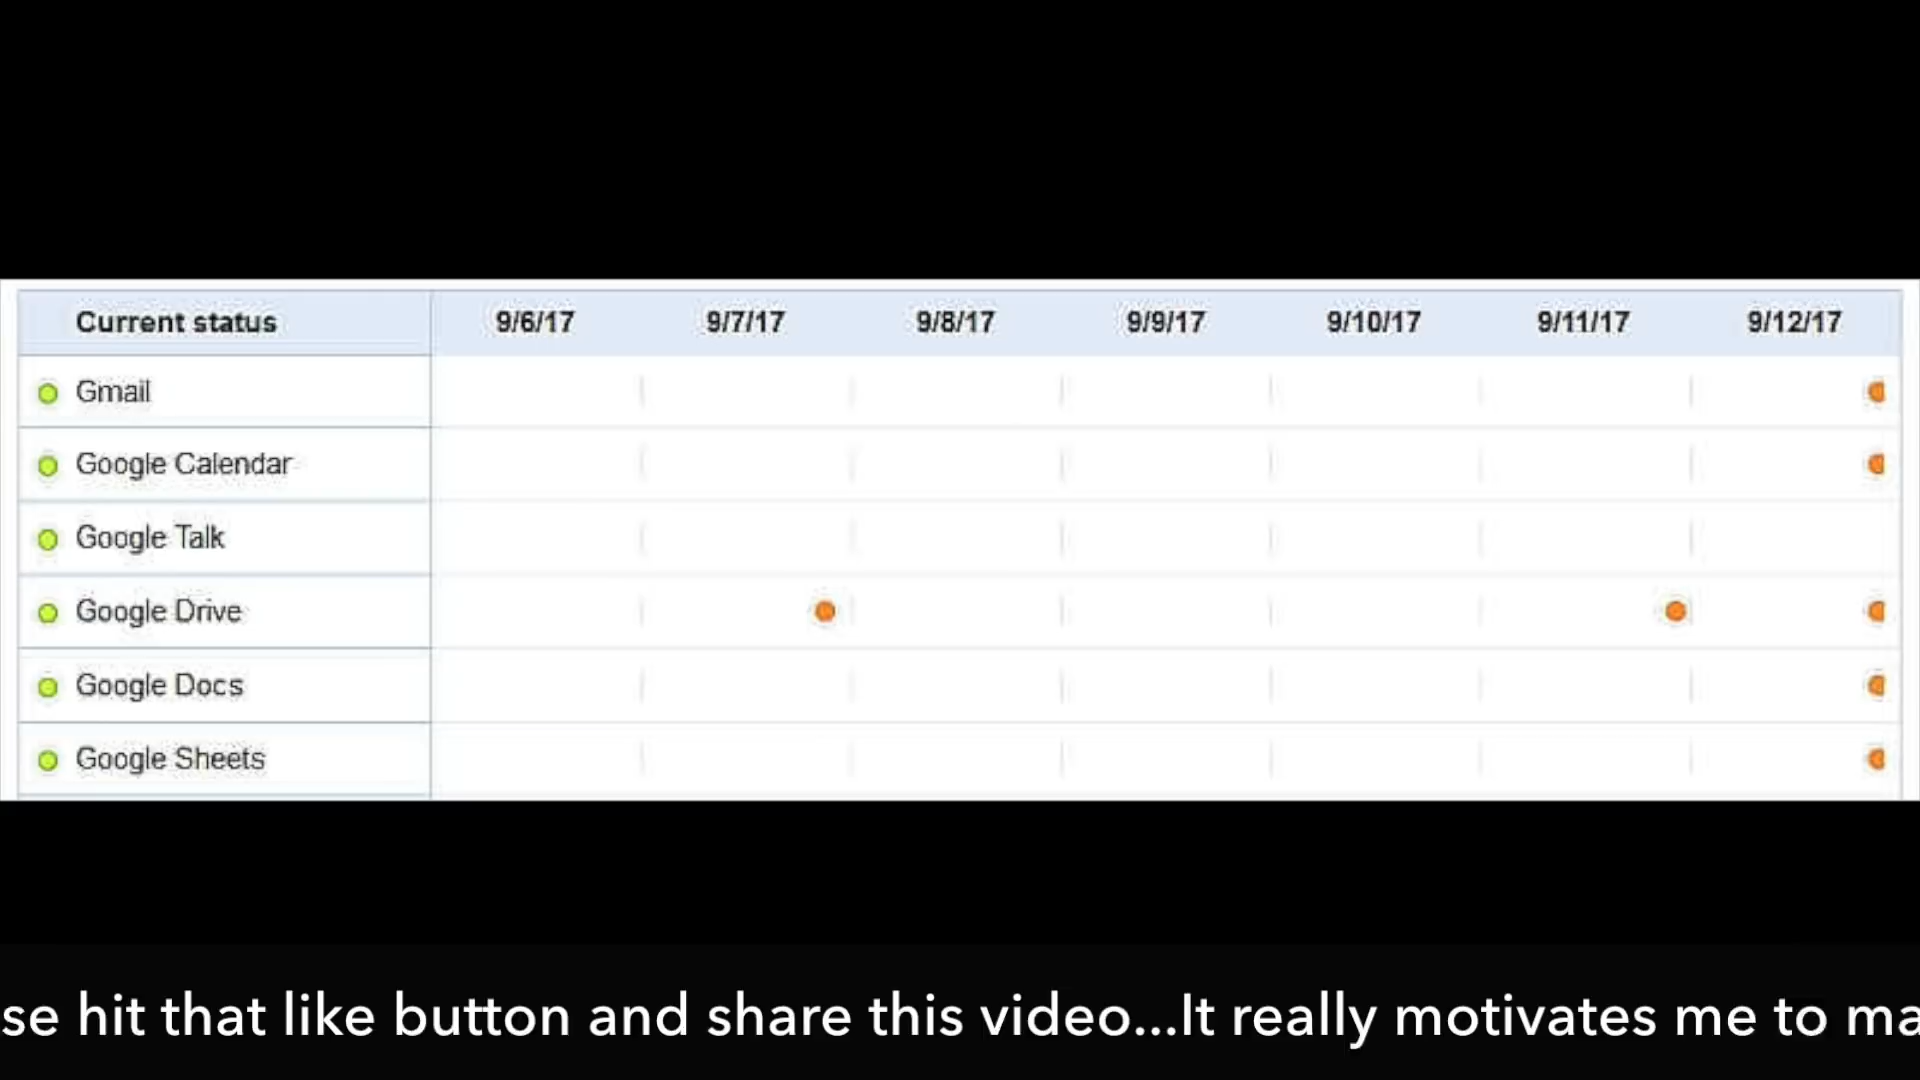 Current status 9/6/17 9/7/17 9/8/17 9/9/17 9/10/17 9/11/17 9/12/17
Gmail
Google Calendar
Google Talk
Google Drive
Google Docs
Google Sheets
se hit that like button and share this video...It really motivates me to ma